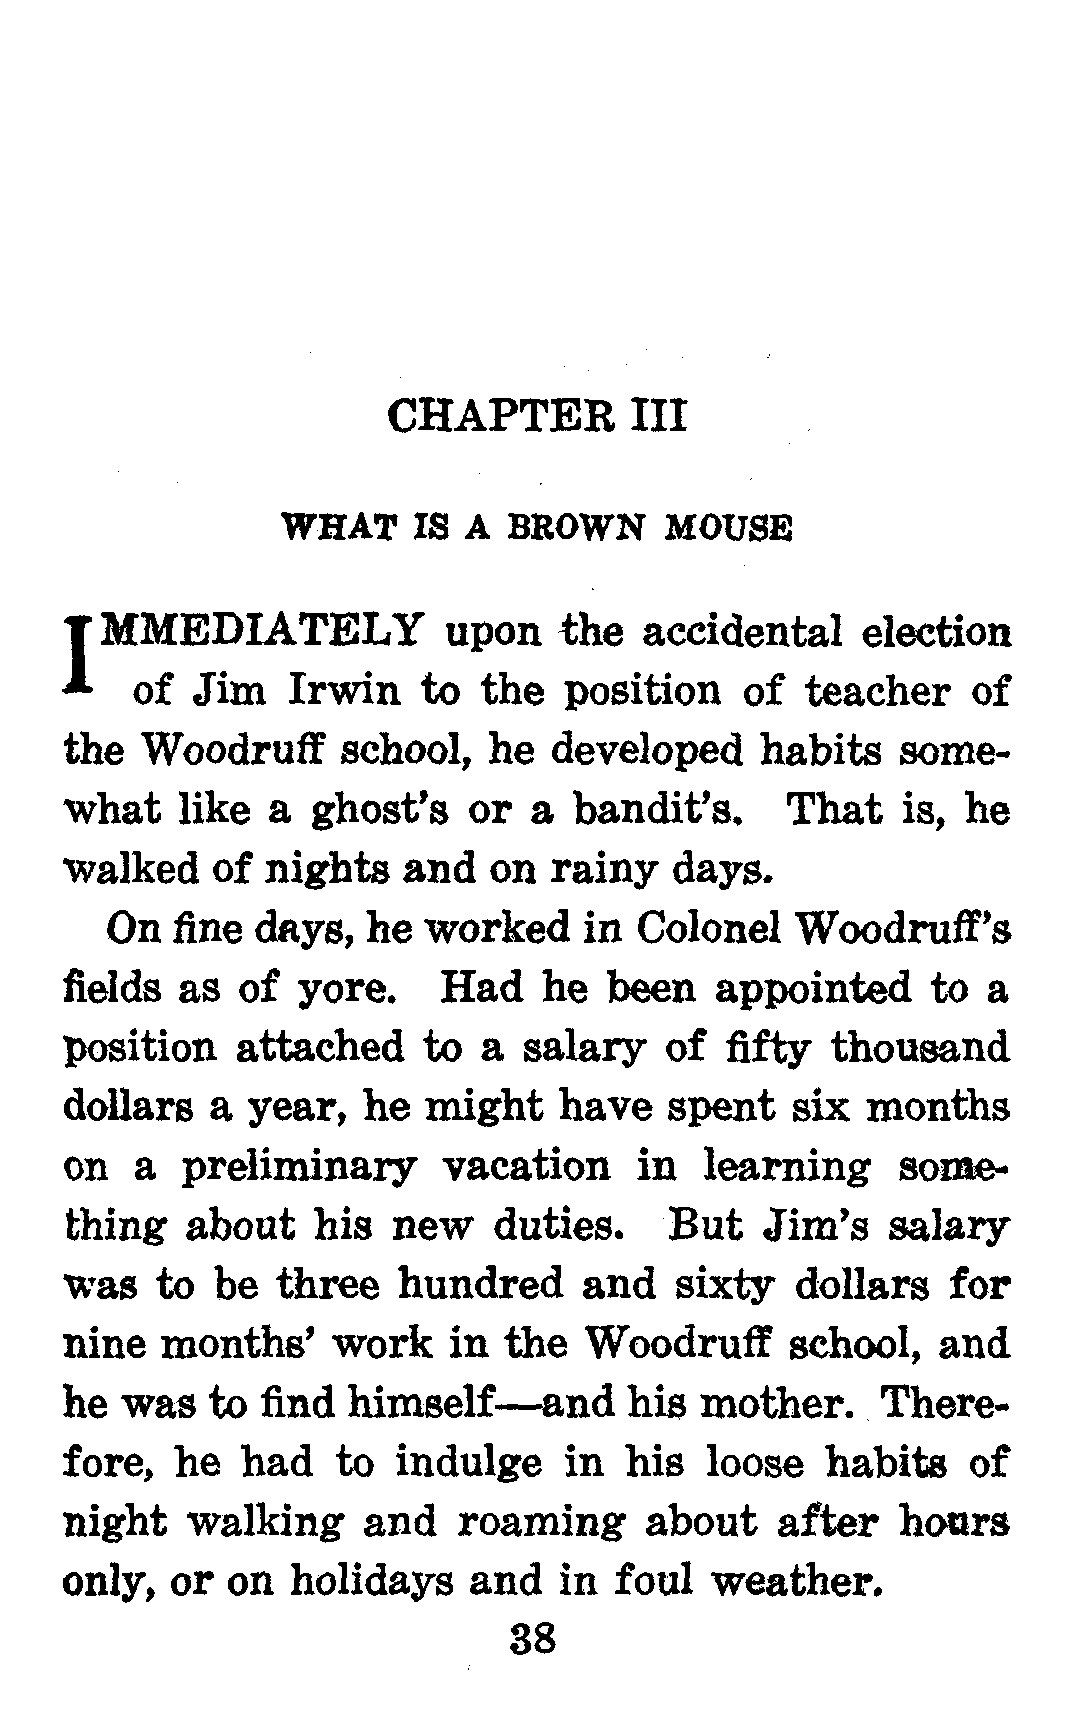 CHAPTER III
WHAT IS A BROWN MOUSE
IMMEDIATELY upon the accidental election
of Jim Irwin to the position of teacher of
the Woodruff school, he developed habits some-
what like a ghost's or a bandit's. That is, he
walked of nights and on rainy days.
On fine days, he worked in Colonel Woodruff's
fields as of yore. Had he been appointed to a
position attached to a salary of fifty thousand
dollars a year, he might have spent six months
on a preliminary vacation in learning some-
thing about his new duties. But Jim's salary
was to be three hundred and sixty dollars for
nine months' work in the Woodruff school, and
he was to find himself—and his mother. There-
fore, he had to indulge in his loose habits of
night walking and roaming about after hours
only, or on holidays and in foul weather.
38